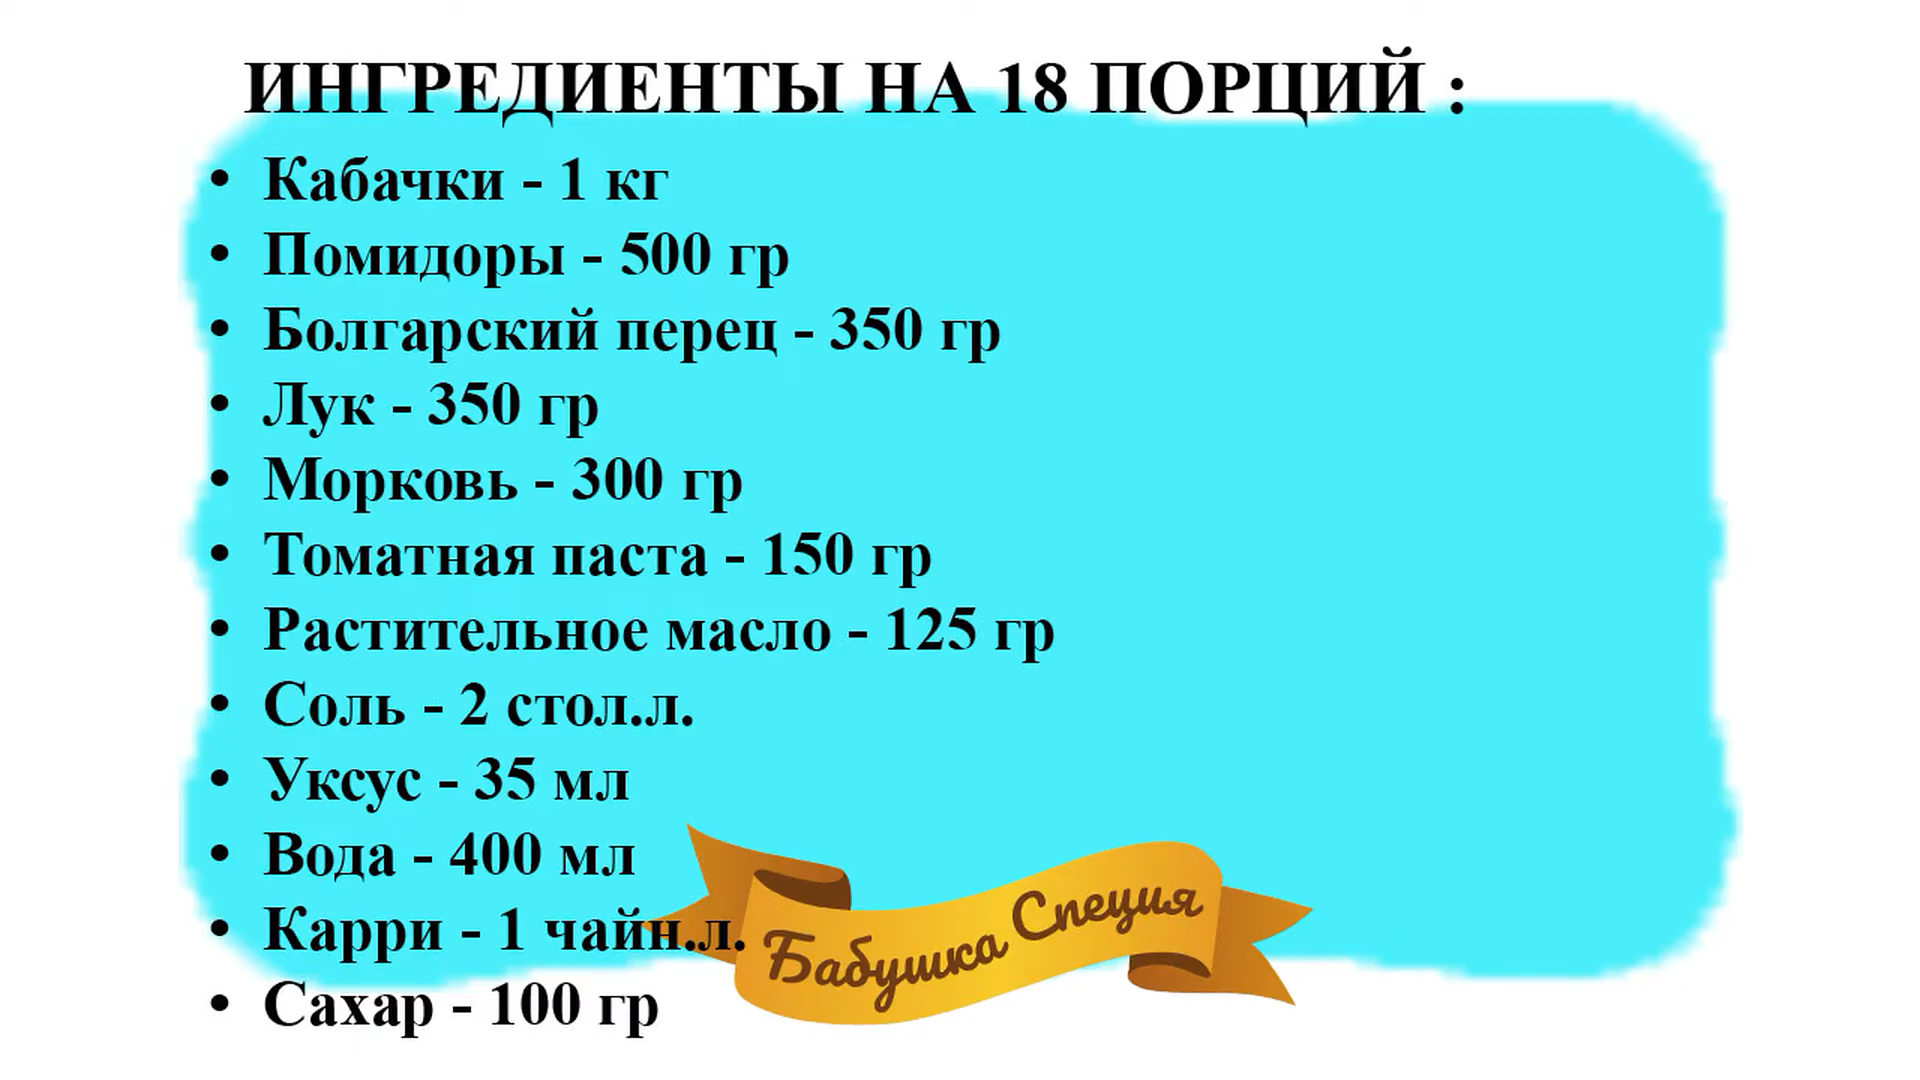 ИНГРЕДИЕНТЫ НА 18 ПОРЦИЙ :
• Кабачки - 1 кг
• Помидоры - 500 гр
• Болгарский перец - 350 гр
• Лук - 350 гр
• Морковь - 300 гр
• Томатная паста - 150 гр
• Растительное масло - 125 гр
• Соль - 2 стол.л.
• Уксус - 35 мл
• Вода - 400 мл
• Карри - 1 чайн.л.
• Сахар - 100 гр
Бабушка Специя